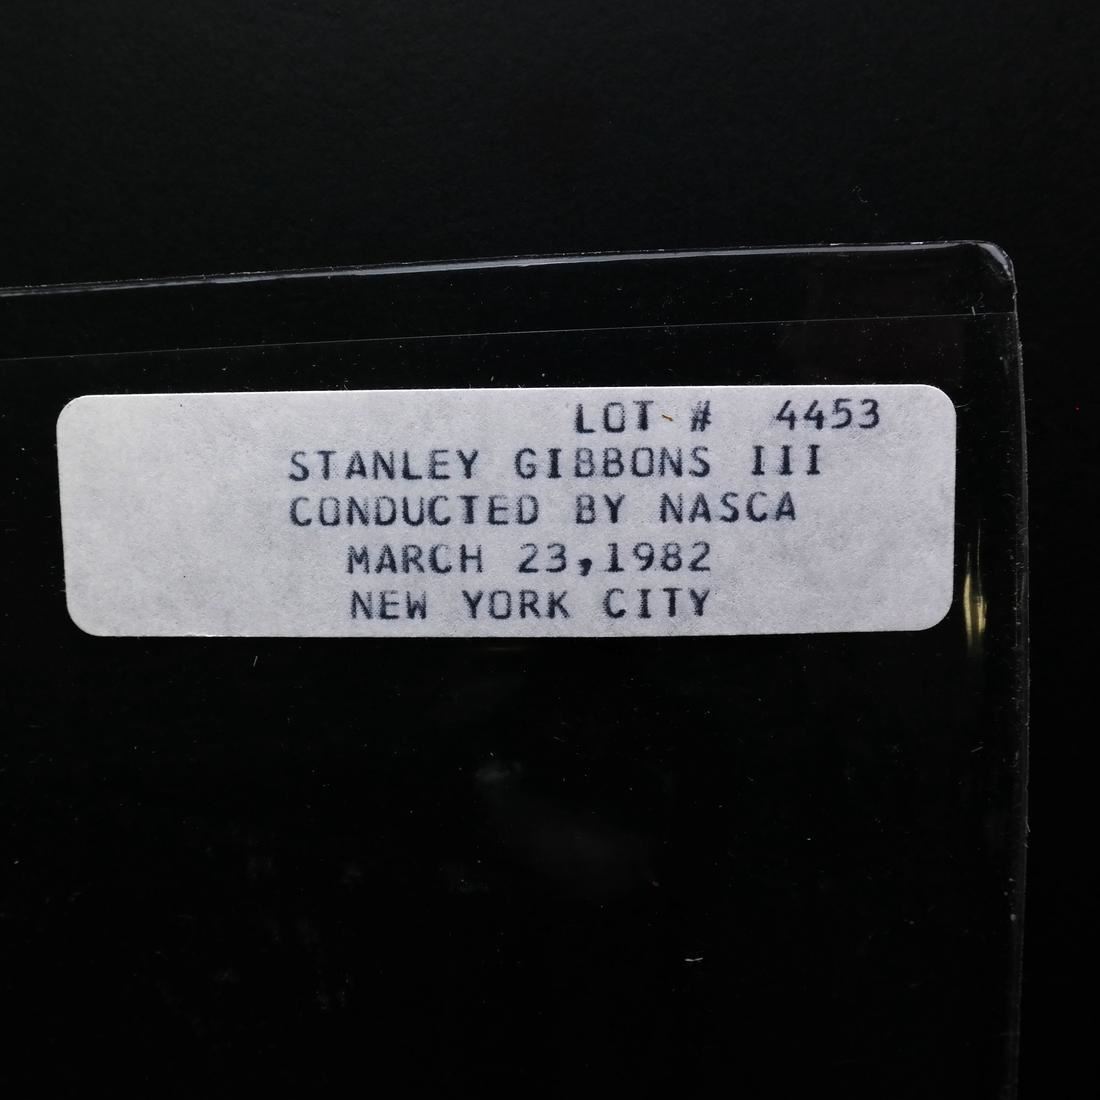 LOT # 4453
STANLEY GIBBONS III
CONDUCTED BY NASCA
MARCH 23,1982
NEW YORK CITY